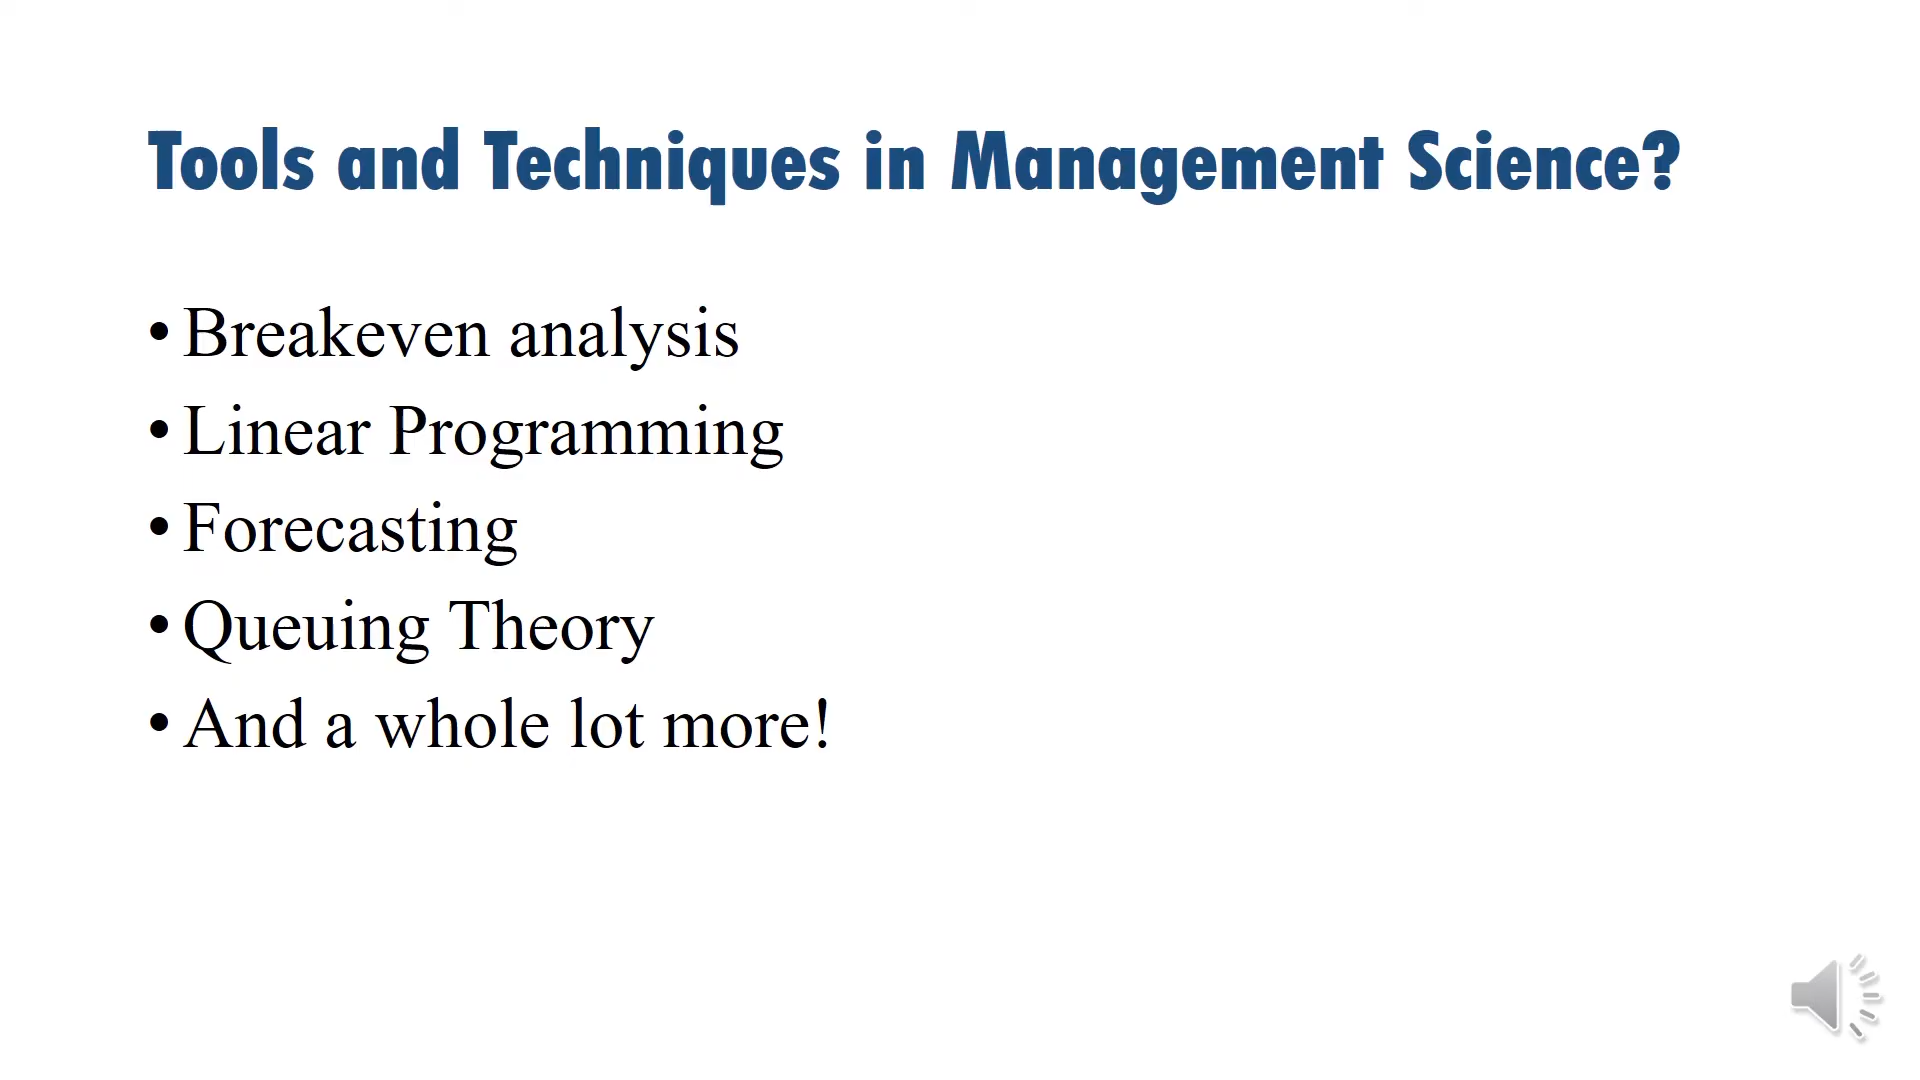 Tools and Techniques in Management Science?
• Breakeven analysis
• Linear Programming
• Forecasting
• Queuing Theory
• And a whole lot more!